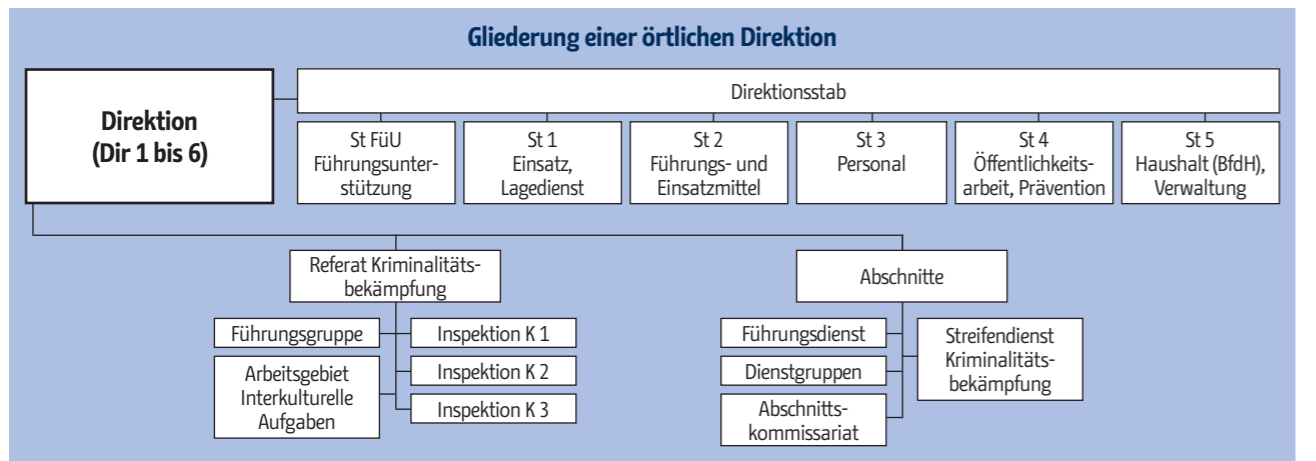 Gliederung einer örtlichen Direktion
Direktion
(Dir 1 bis 6)
Direktionsstab
St FüU
Führungsunter-
stützung
St 1
Einsatz,
Lagedienst
St 2
Führungs- und
Einsatzmittel
St 3
Personal
St 4
Öffentlichkeits-
arbeit, Prävention
St 5
Haushalt (BfdH),
Verwaltung
Referat Kriminalitäts-
bekämpfung
Führungsgruppe
Arbeitsgebiet
Interkulturelle
Aufgaben
Inspektion K 1
Inspektion K 2
Inspektion K 3
Abschnitte
Führungsdienst
Dienstgruppen
Abschnitts-
kommissariat
Streifendienst
Kriminalitäts-
bekämpfung